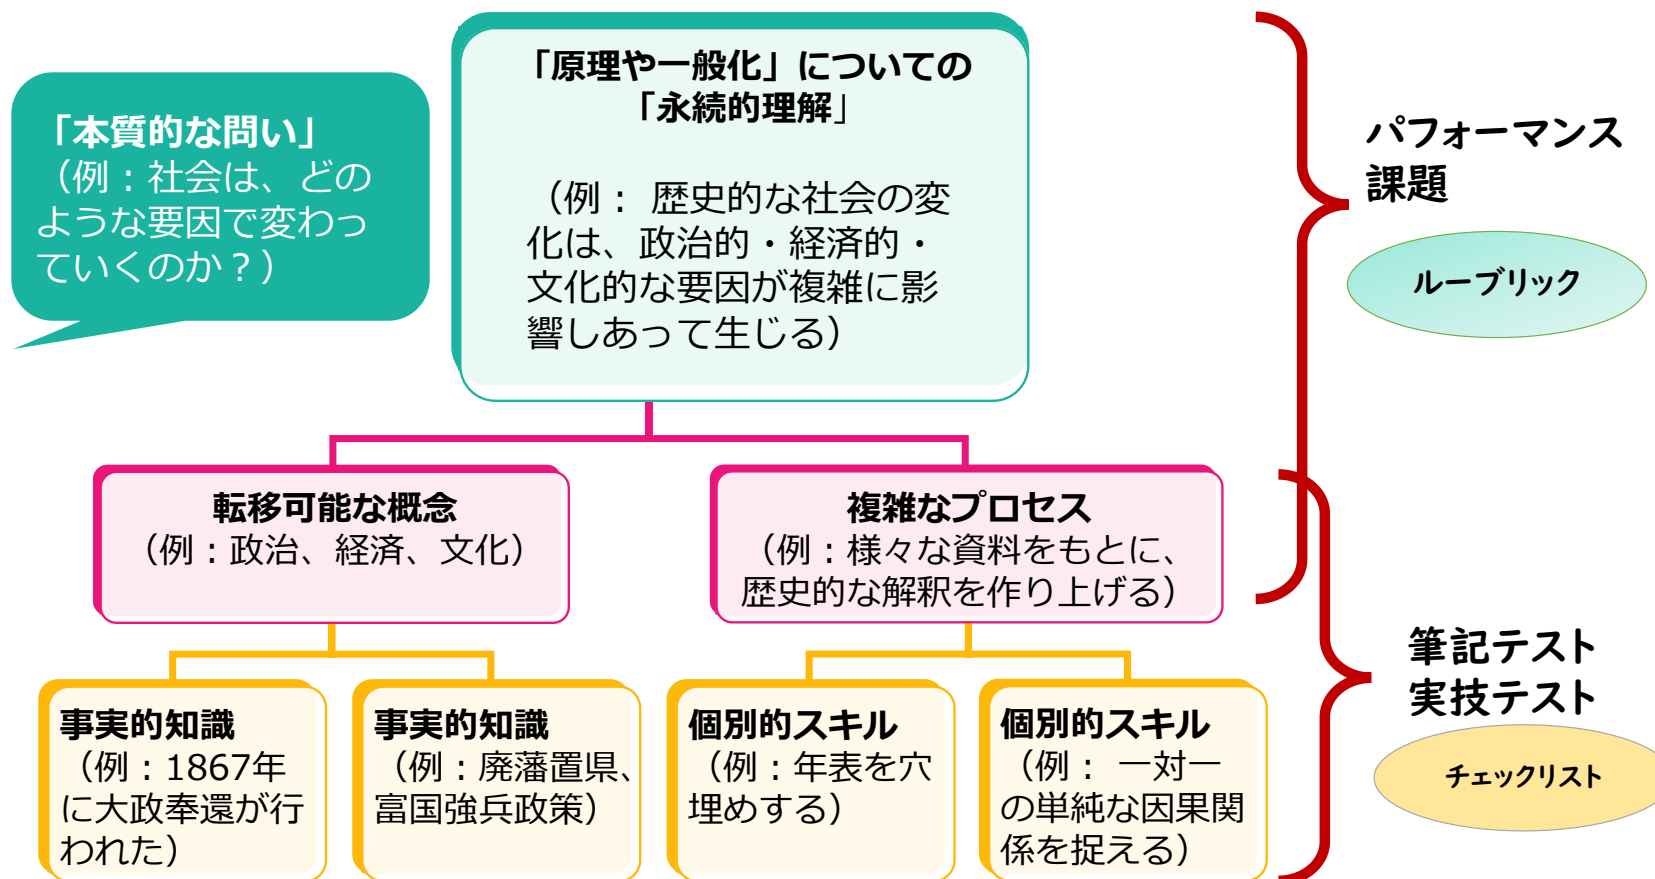 「本質的な問い」
（例：社会は、どの
ような要因で変わっ
ていくのか？）
「原理や一般化」についての
「永続的理解」
（例： 歴史的な社会の変
化は、政治的・経済的・
文化的な要因が複雑に影
響しあって生じる）
パフォーマンス
課題
ルーブリック
転移可能な概念
（例：政治、経済、文化）
複雑なプロセス
（例：様々な資料をもとに、
歴史的な解釈を作り上げる）
事実的知識
（例：1867年
に大政奉還が行
われた）
事実的知識
（例：廃藩置県、
富国強兵政策）
個別的スキル
（例：年表を穴
埋めする）
個別的スキル
（例： 一対一
の単純な因果関
係を捉える）
筆記テスト
実技テスト
チェックリスト